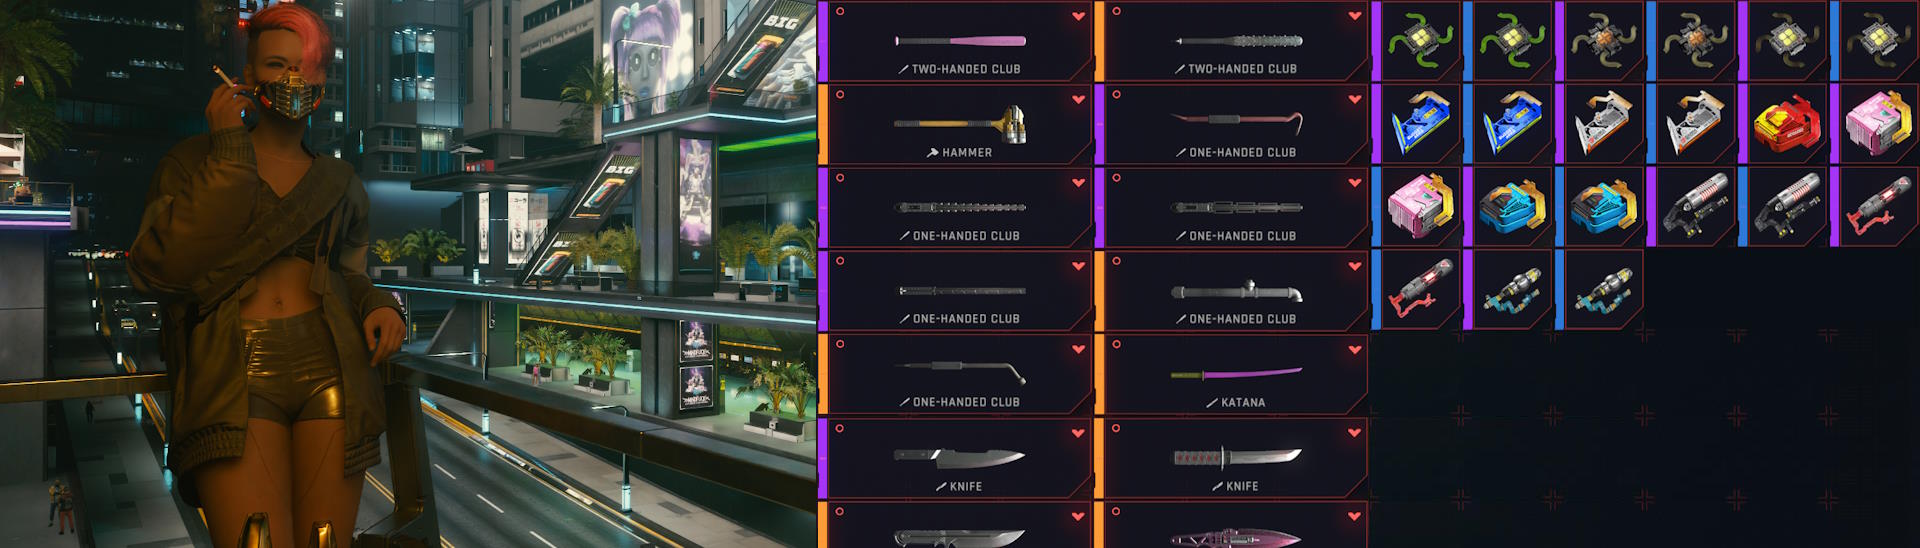 BIG
BIG
BIG
TWO-HANDED CLUB
TWO-HANDED CLUB
HAMMER
ONE-HANDED CLUB
ONE-HANDED CLUB
ONE-HANDED CLUB
ONE-HANDED CLUB
ONE-HANDED CLUB
ONE-HANDED CLUB
KATANA
KNIFE
KNIFE